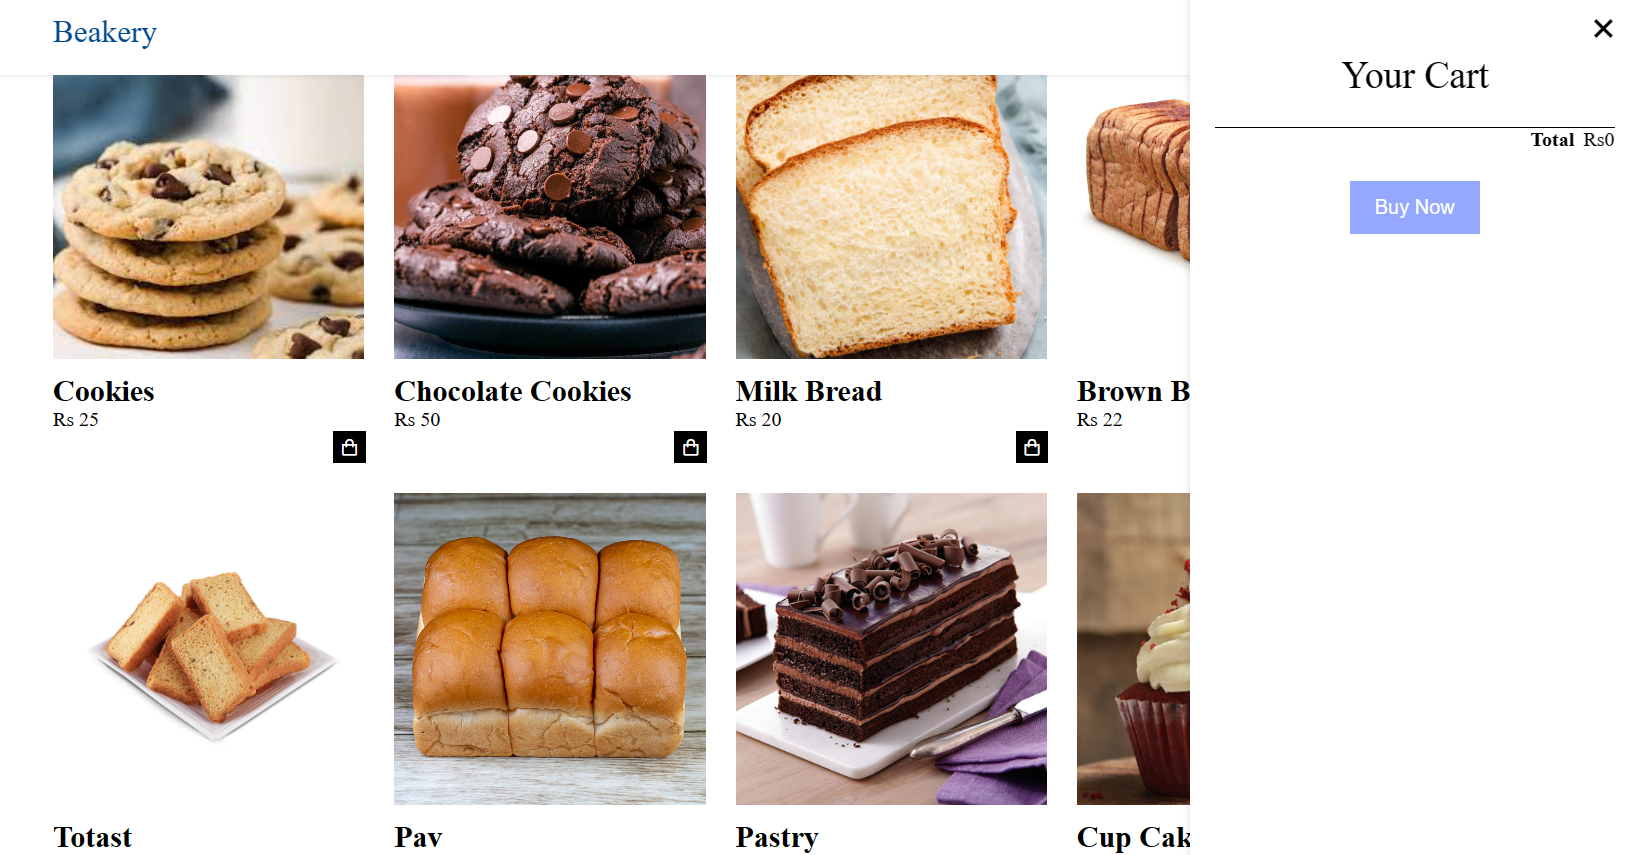 Beakery
Your Cart
Total Rs0
Buy Now
Cookies
Rs 25
Chocolate Cookies
Rs 50
Milk Bread
Rs 20
Brown B
Rs 22
Totast
Pav
Pastry
Cup Cak